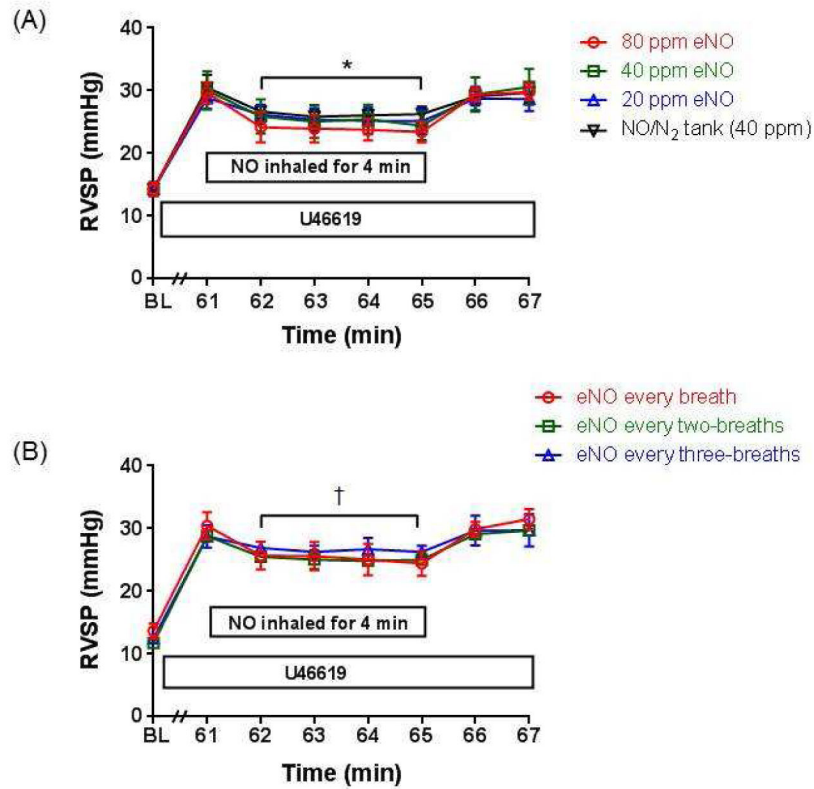 (A)
40
30
20
10
0
RVSP (mmHg)
*
NO inhaled for 4 min
U46619
BL 61 62 63 64 65 66 67
Time (min)
80 ppm eNO
40 ppm eNO
20 ppm eNO
NO/N₂ tank (40 ppm)
(B)
eNO every breath
eNO every two-breaths
eNO every three-breaths
40
30
20
10
0
RVSP (mmHg)
†
NO inhaled for 4 min
U46619
BL 61 62 63 64 65 66 67
Time (min)